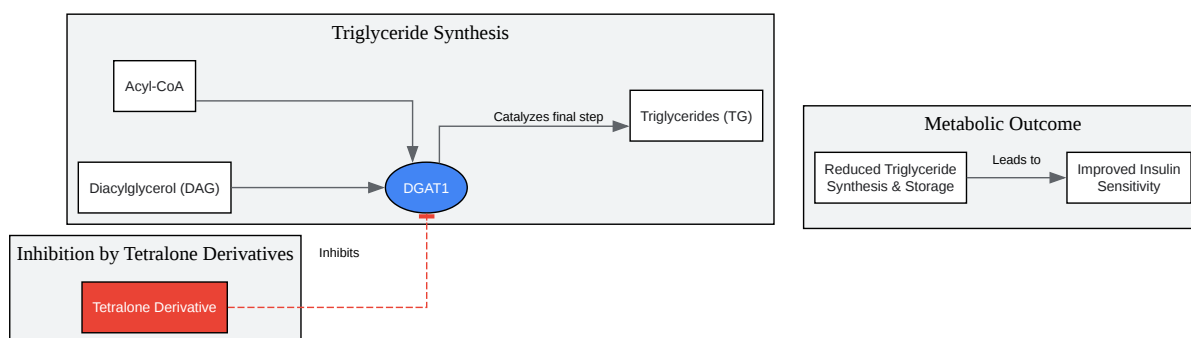 Triglyceride Synthesis
Acyl-CoA
Catalyzes final step
Triglycerides (TG)
Diacylglycerol (DAG)
DGAT1
Inhibition by Tetralone Derivatives
Inhibits
Tetralone Derivative
Metabolic Outcome
Reduced Triglyceride
Synthesis & Storage
Leads to
Improved Insulin
Sensitivity